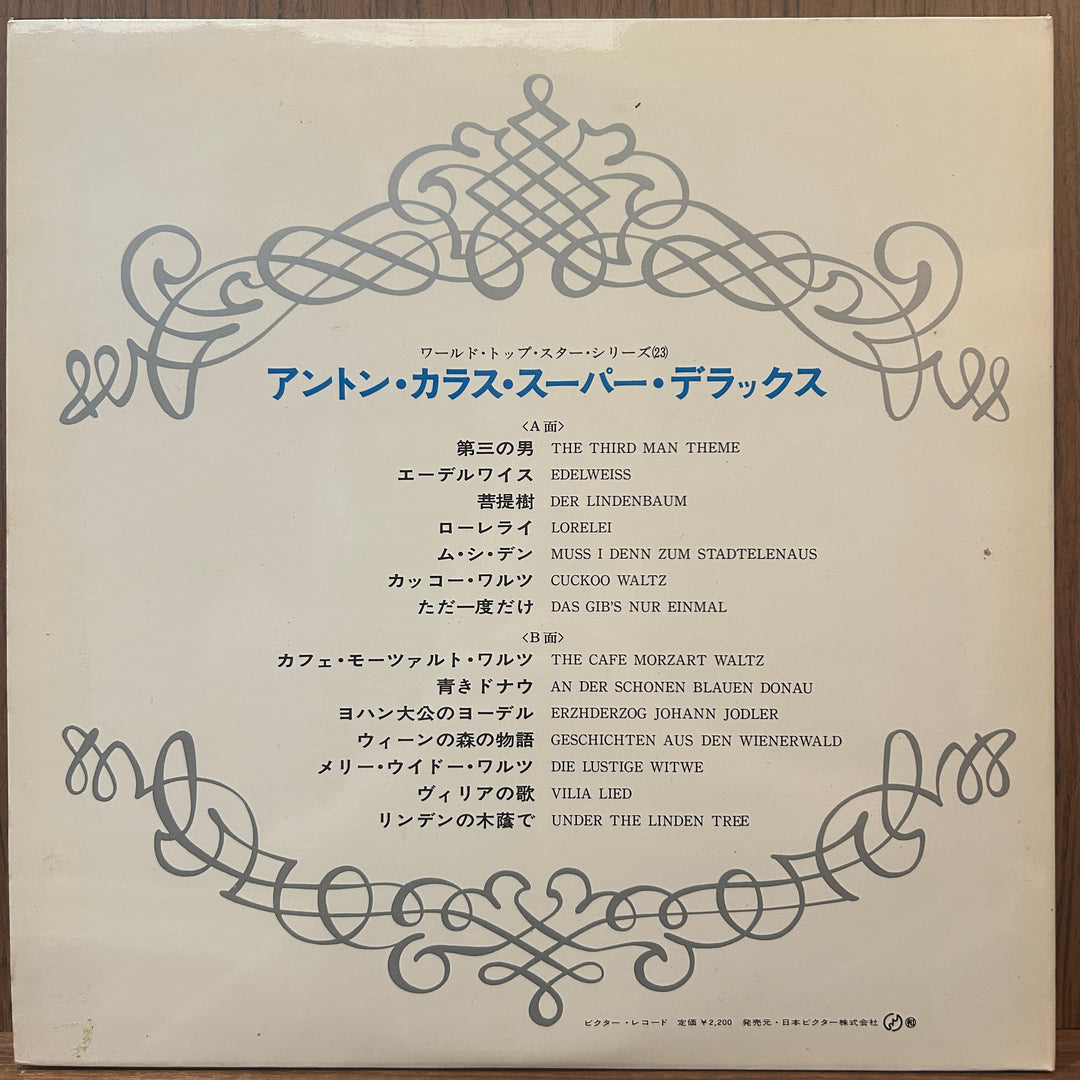 ワールド・トップ・スター・シリーズ(23)
アントン・カラス・スーパー・デラックス
〈A面〉
第三の男 THE THIRD MAN THEME
エーデルワイス EDELWEISS
菩提樹 DER LINDENBAUM
ローレライ LORELEI
ム・シ・デン MUSS I DENN ZUM STADTELENAUS
カッコー・ワルツ CUCKOO WALTZ
ただ一度だけ DAS GIB'S NUR EINMAL
〈B面〉
カフェ・モーツァルト・ワルツ THE CAFE MORZART WALTZ
青きドナウ AN DER SCHONEN BLAUEN DONAU
ヨハン大公のヨーデル ERZHDERZOG JOHANN JODLER
ウィーンの森の物語 GESCHICHTEN AUS DEN WIENERWALD
メリー・ウイドー・ワルツ DIE LUSTIGE WITWE
ヴィリアの歌 VILIA LIED
リンデンの木蔭で UNDER THE LINDEN TREE
ビクター・レコード 定価 ¥2,200 発売元・日本ビクター株式会社